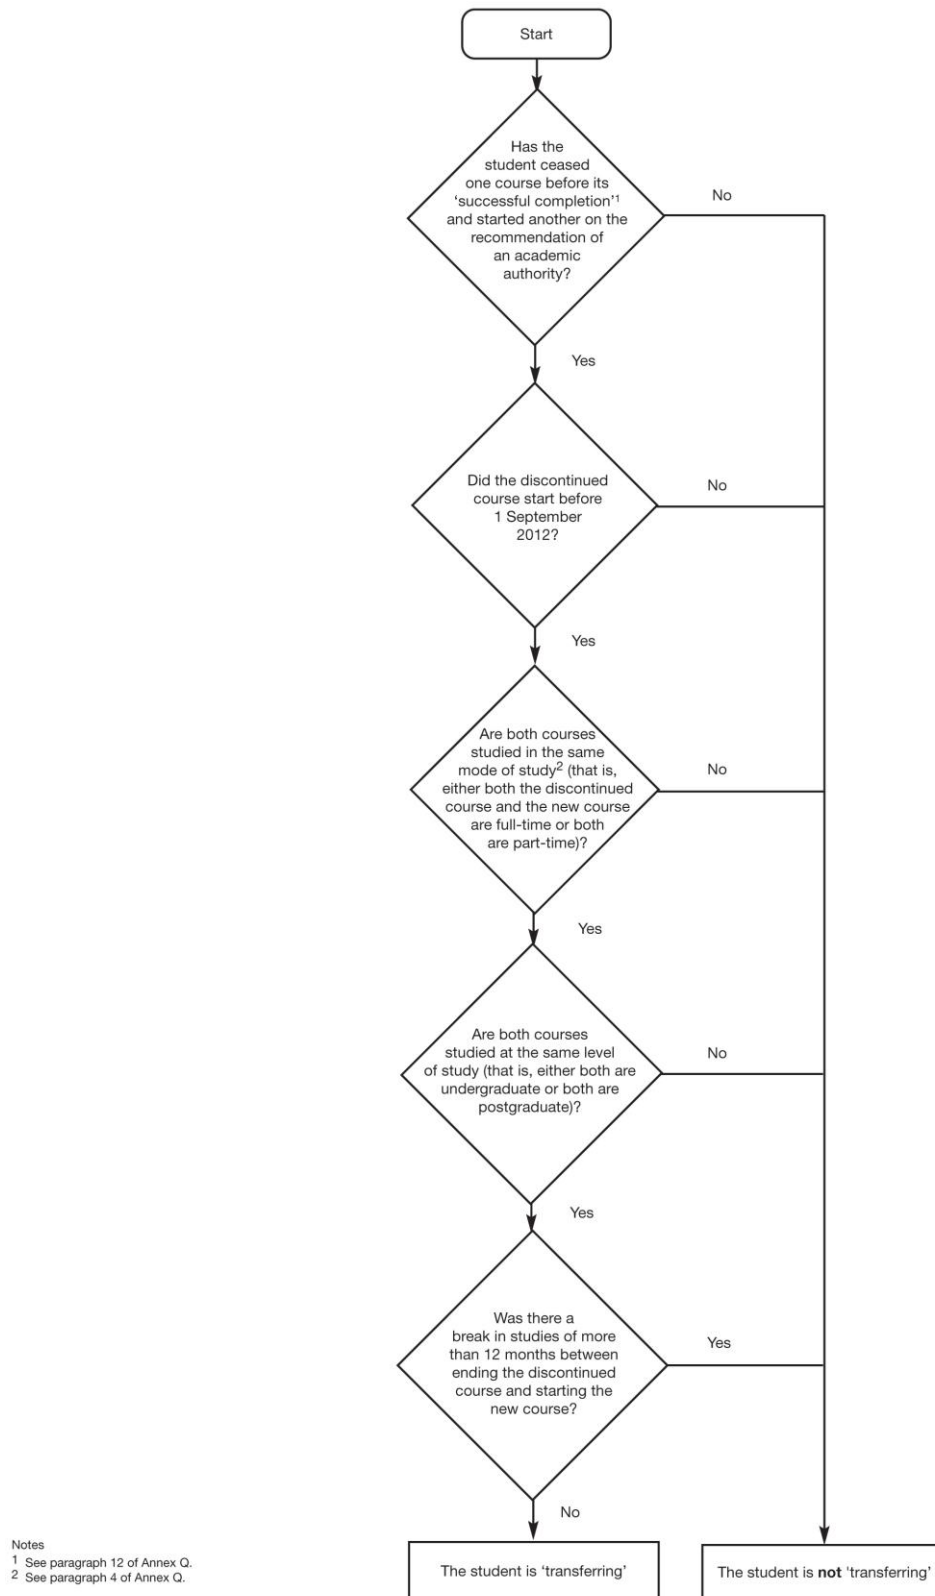 Start
Has the
student ceased
one course before its
‘successful completion’¹
and started another on the
recommendation of
an academic
authority?
No
Yes
Did the discontinued
course start before
1 September
2012?
No
Yes
Are both courses
studied in the same
mode of study² (that is,
either both the discontinued
course and the new course
are full-time or both
are part-time)?
No
Yes
Are both courses
studied at the same level
of study (that is, either both are
undergraduate or both are
postgraduate)?
No
Yes
Was there a
break in studies of more
than 12 months between
ending the discontinued
course and starting the
new course?
Yes
No
The student is ‘transferring’
The student is not ‘transferring’
Notes
¹ See paragraph 12 of Annex Q.
² See paragraph 4 of Annex Q.